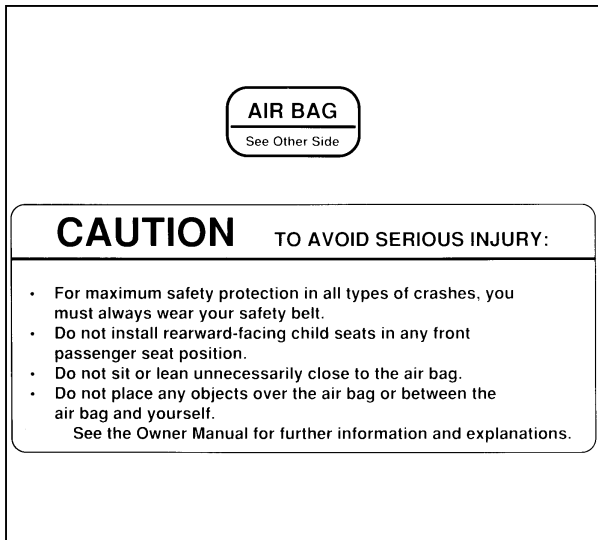 AIR BAG
See Other Side
CAUTION TO AVOID SERIOUS INJURY:
• For maximum safety protection in all types of crashes, you
must always wear your safety belt.
• Do not install rearward-facing child seats in any front
passenger seat position.
• Do not sit or lean unnecessarily close to the air bag.
• Do not place any objects over the air bag or between the
air bag and yourself.
See the Owner Manual for further information and explanations.